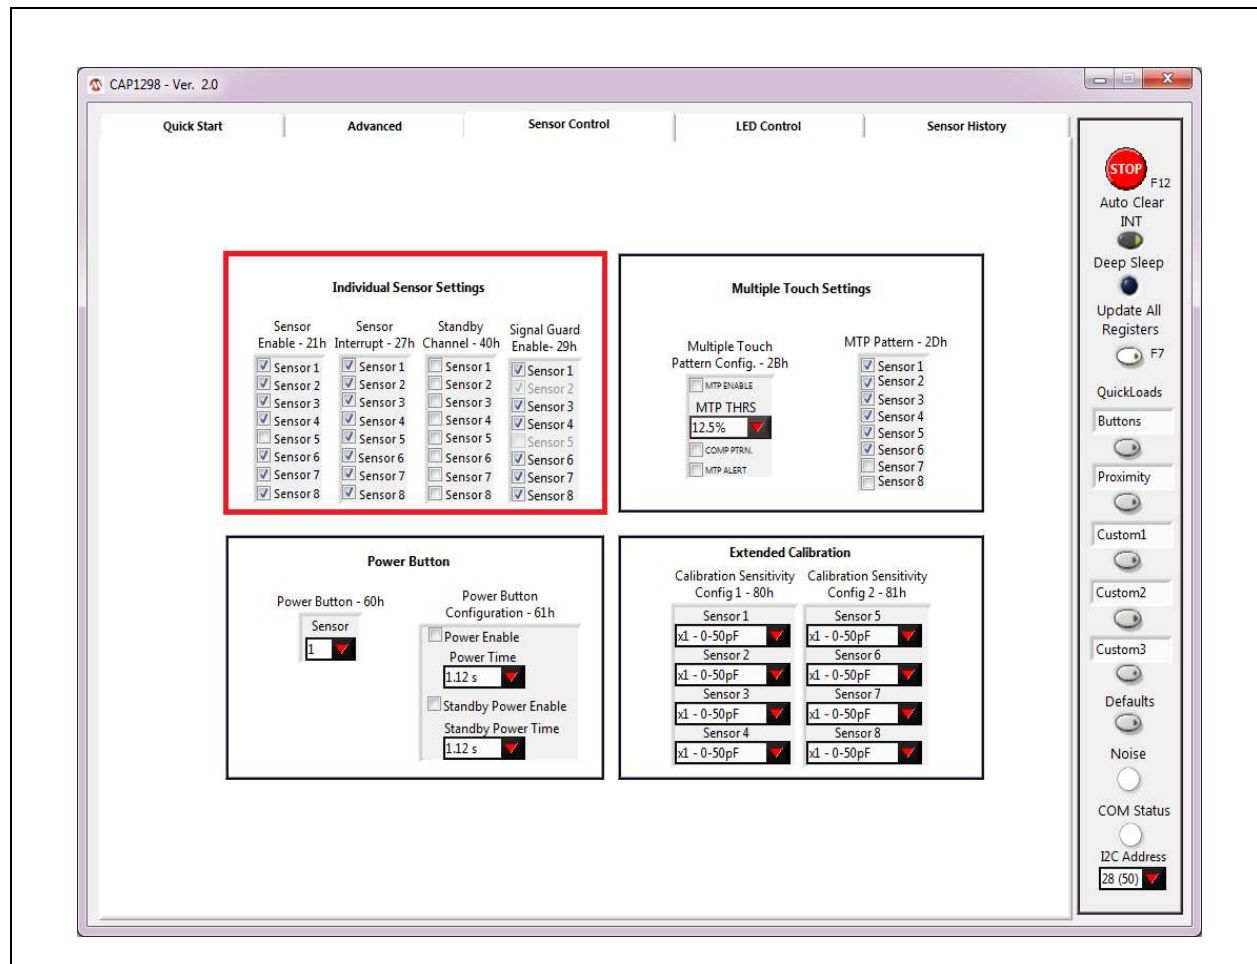 CAP1298 - Ver. 2.0
Quick Start
Advanced
Sensor Control
LED Control
Sensor History
Individual Sensor Settings
Sensor
Enable - 21h
Sensor 1
Sensor 2
Sensor 3
Sensor 4
Sensor 5
Sensor 6
Sensor 7
Sensor 8
Sensor
Interrupt - 27h
Sensor 1
Sensor 2
Sensor 3
Sensor 4
Sensor 5
Sensor 6
Sensor 7
Sensor 8
Standby
Channel - 40h
Sensor 1
Sensor 2
Sensor 3
Sensor 4
Sensor 5
Sensor 6
Sensor 7
Sensor 8
Signal Guard
Enable- 29h
Sensor 1
Sensor 2
Sensor 3
Sensor 4
Sensor 5
Sensor 6
Sensor 7
Sensor 8
Multiple Touch Settings
Multiple Touch
Pattern Config. - 2Bh
MTP ENABLE
MTP THRS
12.5%
COMP PTRN.
MTP ALERT
MTP Pattern - 2Dh
Sensor 1
Sensor 2
Sensor 3
Sensor 4
Sensor 5
Sensor 6
Sensor 7
Sensor 8
Power Button
Power Button - 60h
Sensor
1
Power Button
Configuration - 61h
Power Enable
Power Time
1.12 s
Standby Power Enable
Standby Power Time
1.12 s
Extended Calibration
Calibration Sensitivity
Config 1 - 80h
Sensor 1
x1 - 0-50pF
Sensor 2
x1 - 0-50pF
Sensor 3
x1 - 0-50pF
Sensor 4
x1 - 0-50pF
Calibration Sensitivity
Config 2 - 81h
Sensor 5
x1 - 0-50pF
Sensor 6
x1 - 0-50pF
Sensor 7
x1 - 0-50pF
Sensor 8
x1 - 0-50pF
STOP
F12
Auto Clear
INT
Deep Sleep
Update All
Registers
F7
QuickLoads
Buttons
Proximity
Custom1
Custom2
Custom3
Defaults
Noise
COM Status
I2C Address
28 (50)